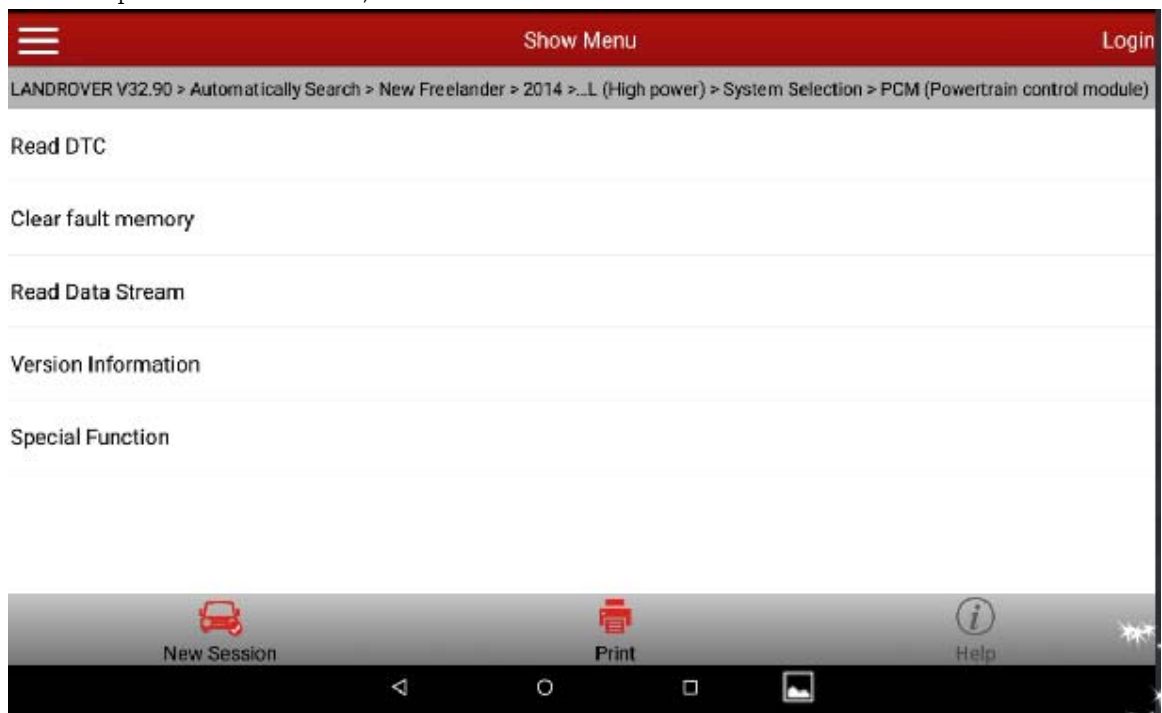 Show Menu
Login
LANDROVER V32.90 > Automatically Search > New Freelander > 2014 >...L (High power) > System Selection > PCM (Powertrain control module)
Read DTC
Clear fault memory
Read Data Stream
Version Information
Special Function
New Session
Print
Help